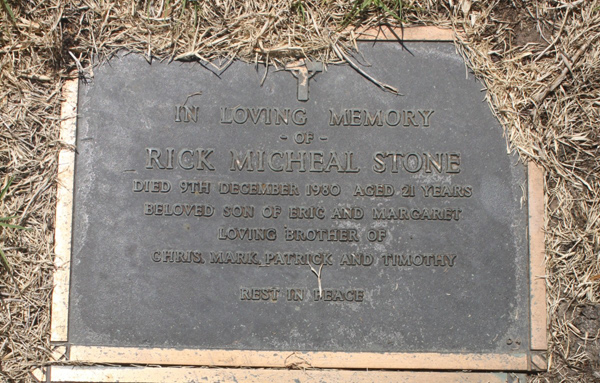 IN LOVING MEMORY
- OF -
RICK MICHEAL STONE
DIED 9TH DECEMBER 1980 AGED 21 YEARS
BELOVED SON OF ERIC AND MARGARET
LOVING BROTHER OF
CHRIS, MARK, PATRICK AND TIMOTHY
REST IN PEACE